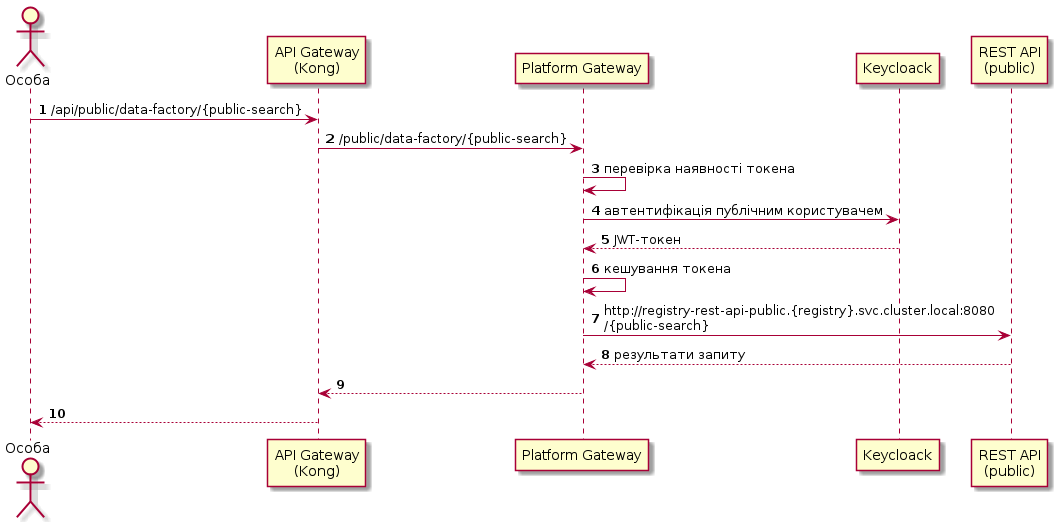 Особа
API Gateway
(Kong)
Platform Gateway
Keycloack
REST API
(public)
1 /api/public/data-factory/{public-search}
2 /public/data-factory/{public-search}
3 перевірка наявності токена
4 автентифікація публічним користувачем
5 JWT-токен
6 кешування токена
7 http://registry-rest-api-public.{registry}.svc.cluster.local:8080
/{public-search}
8 результати запиту
9
10
Особа
API Gateway
(Kong)
Platform Gateway
Keycloack
REST API
(public)